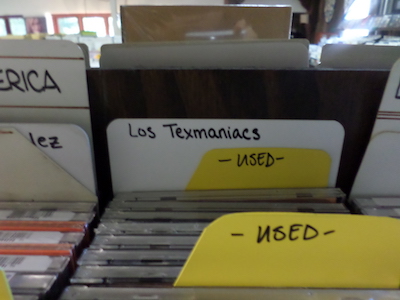 ERICA
lez
Los Texmaniacs
- USED -
- USED -